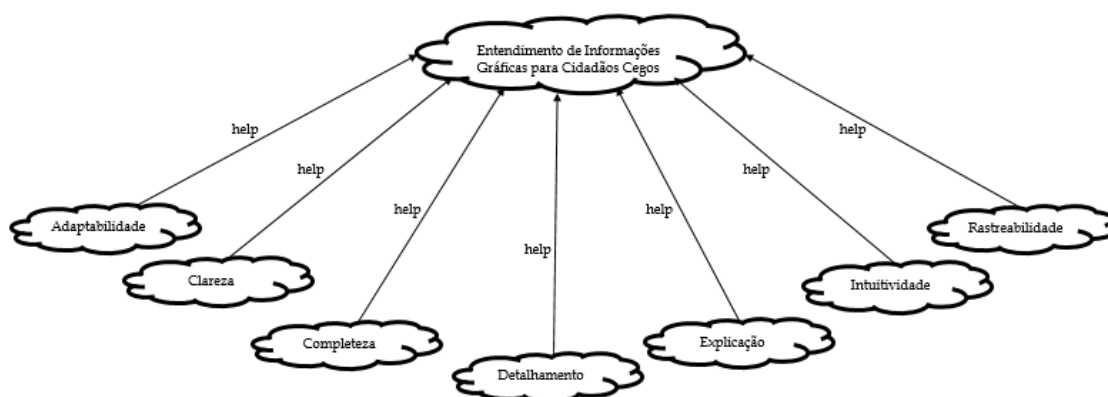 Entendimento de Informações
Gráficas para Cidadãos Cegos
help
help
help
help
help
help
help
Adaptabilidade
Clareza
Completeza
Detalhamento
Explicação
Intuitividade
Rastreabilidade